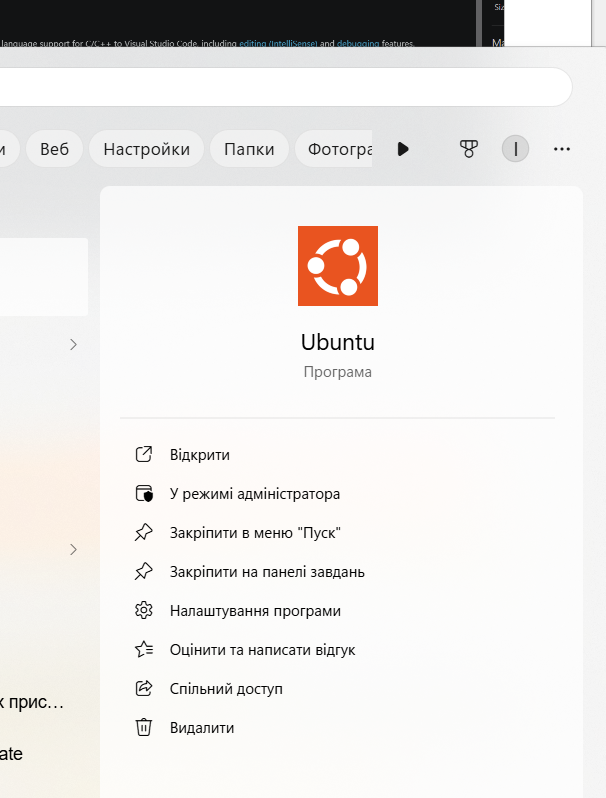 Siz
language support for C/C++ to Visual Studio Code, including editing (IntelliSense) and debugging features.
Ma
и
Веб
Настройки
Папки
Фотогра
I
Ubuntu
Програма
Відкрити
У режимі адміністратора
Закріпити в меню "Пуск"
Закріпити на панелі завдань
Налаштування програми
Оцінити та написати відгук
Спільний доступ
Видалити
х прис…
ate